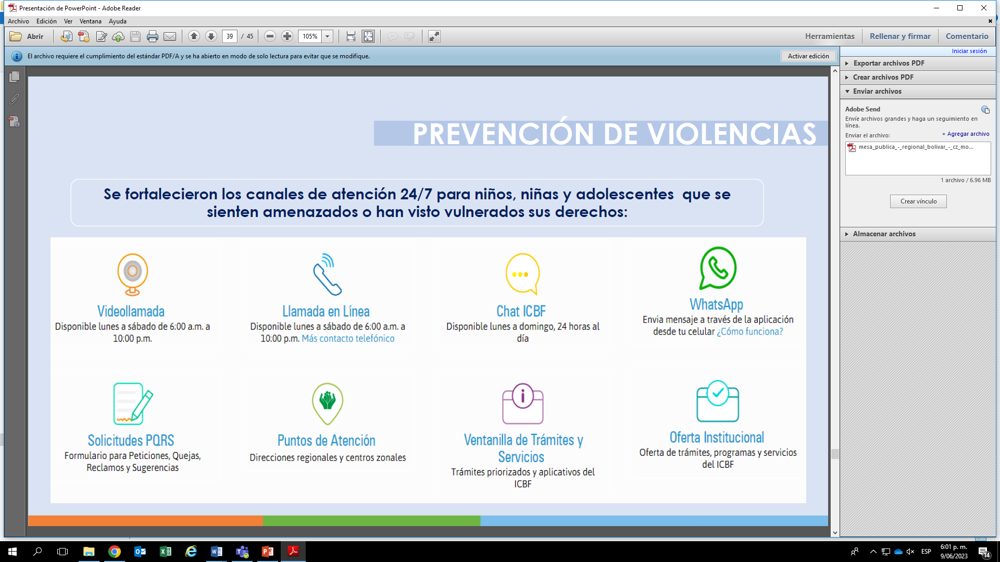 Presentación de PowerPoint - Adobe Reader
Archivo Edición Ver Ventana Ayuda
Abrir 39 / 45 105% Herramientas Rellenar y firmar Comentario
El archivo requiere el cumplimiento del estándar PDF/A y se ha abierto en modo de solo lectura para evitar que se modifique. Activar edición
Iniciar sesión
Exportar archivos PDF
Crear archivos PDF
Enviar archivos
Adobe Send
Envíe archivos grandes y haga un seguimiento en
línea.
Enviar el archivo: + Agregar archivo
mesa_publica_-_regional_bolivar_-_cz_mo...
1 archivo / 6.96 MB
Crear vínculo
Almacenar archivos
PREVENCIÓN DE VIOLENCIAS
Se fortalecieron los canales de atención 24/7 para niños, niñas y adolescentes que se
sienten amenazados o han visto vulnerados sus derechos:
Videollamada
Disponible lunes a sábado de 6:00 a.m. a
10:00 p.m.
Llamada en Línea
Disponible lunes a sábado de 6:00 a.m. a
10:00 p.m. Más contacto telefónico
Chat ICBF
Disponible lunes a domingo, 24 horas al
día
WhatsApp
Envia mensaje a través de la aplicación
desde tu celular ¿Cómo funciona?
Solicitudes PQRS
Formulario para Peticiones, Quejas,
Reclamos y Sugerencias
Puntos de Atención
Direcciones regionales y centros zonales
Ventanilla de Trámites y
Servicios
Trámites priorizados y aplicativos del
ICBF
Oferta Institucional
Oferta de trámites, programas y servicios
del ICBF
ESP
6:01 p. m.
9/06/2023
14